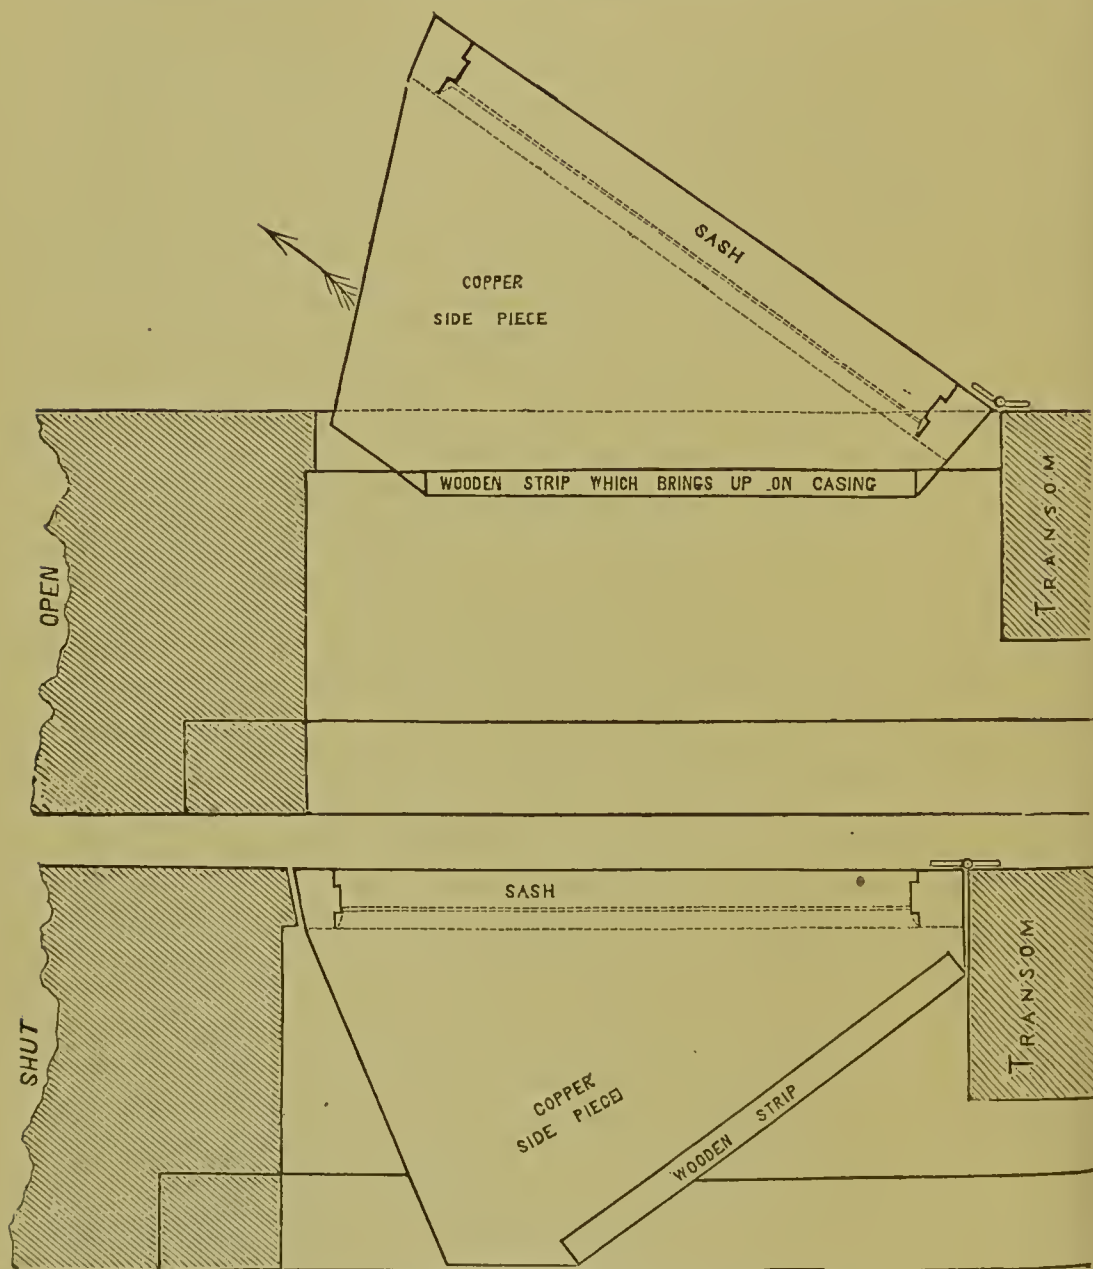 SASH
COPPER
SIDE PIECE
WOODEN STRIP WHICH BRINGS UP ON CASING
TRANSOM
OPEN
SASH
TRANSOM
SHUT
COPPER
SIDE PIECE
WOODEN STRIP